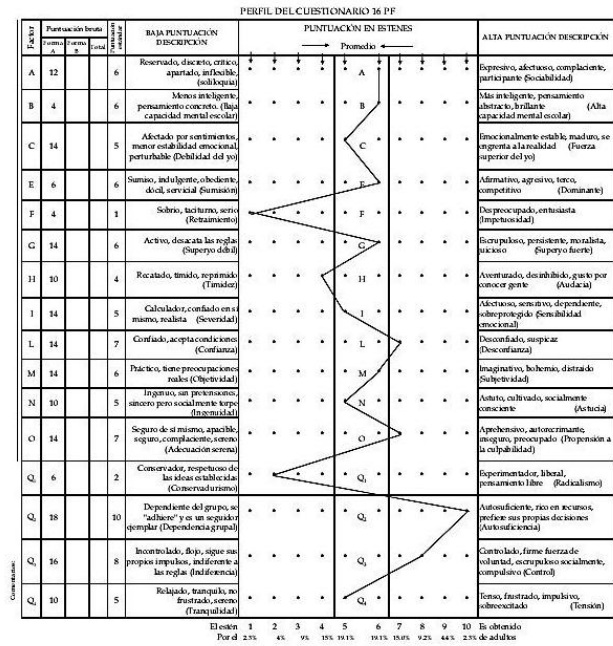 PERFIL DEL CUESTIONARIO 16 PF
Factor
Puntuación bruta
Forma A
Forma B
Total
Puntuación estándar
BAJA PUNTUACIÓN
DESCRIPCIÓN
PUNTUACIÓN EN ESTENES
Promedio
ALTA PUNTUACIÓN DESCRIPCIÓN
A 12 6
Reservado, discreto, crítico,
apartado, inflexible,
(soliloquia)
A
Expresivo, afectuoso, complaciente,
participante (Sociabilidad)
B 4 6
Menos inteligente,
pensamiento concreto. (Baja
capacidad mental escolar)
B
Más inteligente, pensamiento
abstracto, brillante (Alta
capacidad mental escolar)
C 14 5
Afectado por sentimientos,
menor estabilidad emocional,
perturbable (Debilidad del yo)
C
Emocionalmente estable, maduro, se
engrenta a la realidad (Fuerza
superior del yo)
E 6 6
Sumiso, indulgente, obediente,
dócil, servicial (Sumisión)
E
Afirmativo, agresivo, terco,
competitivo (Dominante)
F 4 1
Sobrio, taciturno, serio
(Retraimiento)
F
Despreocupado, entusiasta
(Impetuosidad)
G 14 6
Activo, desacata las reglas
(Superyo débil)
G
Escrupuloso, persistente, moralista,
juicioso (Superyo fuerte)
H 10 4
Recatado, tímido, reprimido
(Timidez)
H
Aventurado, deshinibido, gusto por
conocer gente (Audacia)
I 14 5
Calculador, confiado en sí
mismo, realista (Severidad)
I
Afectuoso, sensitivo, dependiente,
sobreprotegido (Sensibilidad
emocional)
L 14 7
Confiado, acepta condiciones
(Confianza)
L
Desconfiado, suspicaz
(Desconfianza)
M 14 6
Práctico, tiene preocupaciones
reales (Objetividad)
M
Imaginativo, bohemio, distraido
(Subjetividad)
N 10 5
Ingenuo, sin pretensiones,
sincero pero socialmente torpe
(Ingenuidad)
N
Astuto, cultivado, socialmente
consciente (Astucia)
O 14 7
Seguro de si mismo, apacible,
seguro, complaciente, sereno
(Adecuación serena)
O
Aprehensivo, autorecrimante,
inseguro, preocupado (Propensión a
la culpabilidad)
Q1 6 2
Conservador, respetuoso de
las ideas establecidas
(Conservadurismo)
Q1
Experimentador, liberal,
pensamiento libre (Radicalismo)
Q2 18 10
Dependiente del grupo, se
"adhiere" y es un seguidor
ejemplar (Dependencia grupal)
Q2
Autosuficiente, rico en recursos,
prefiere sus propias decisiones
(Autosuficiencia)
Q3 16 8
Incontrolado, flojo, sigue sus
propios impulsos, indiferente a
las reglas (Indiferencia)
Q3
Controlado, firme fuerza de
voluntad, escrupuloso socialmente,
compulsivo (Control)
Q4 10 5
Relajado, tranquilo, no
frustrado, sereno
(Tranquilidad)
Q4
Tenso, frustrado, impulsivo,
sobreexcitado (Tensión)
Comentarios:
El estén 1 2 3 4 5 6 7 8 9 10 Es obtenido
Por el 2.3% 4% 9% 15% 19.1% 19.1% 15.0% 9.2% 4.4% 2.3% de adultos